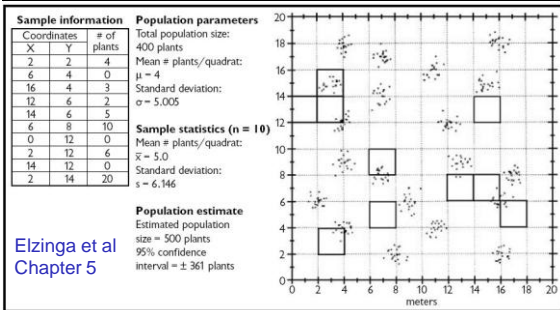 Sample information
Coordinates # of
X Y plants
2 2 4
6 4 0
16 4 3
12 6 2
14 6 5
6 8 10
0 12 0
2 12 6
14 12 0
2 14 20
Population parameters
Total population size:
400 plants
Mean # plants/quadrat:
μ = 4
Standard deviation:
σ = 5.005
Sample statistics (n = 10)
Mean # plants/quadrat:
x̅ = 5.0
Standard deviation:
s = 6.146
Population estimate
Estimated population
size = 500 plants
95% confidence
interval = ± 361 plants
Elzinga et al
Chapter 5
20
18
16
14
12
10
8
6
4
2
0
0 2 4 6 8 10 12 14 16 18 20
meters